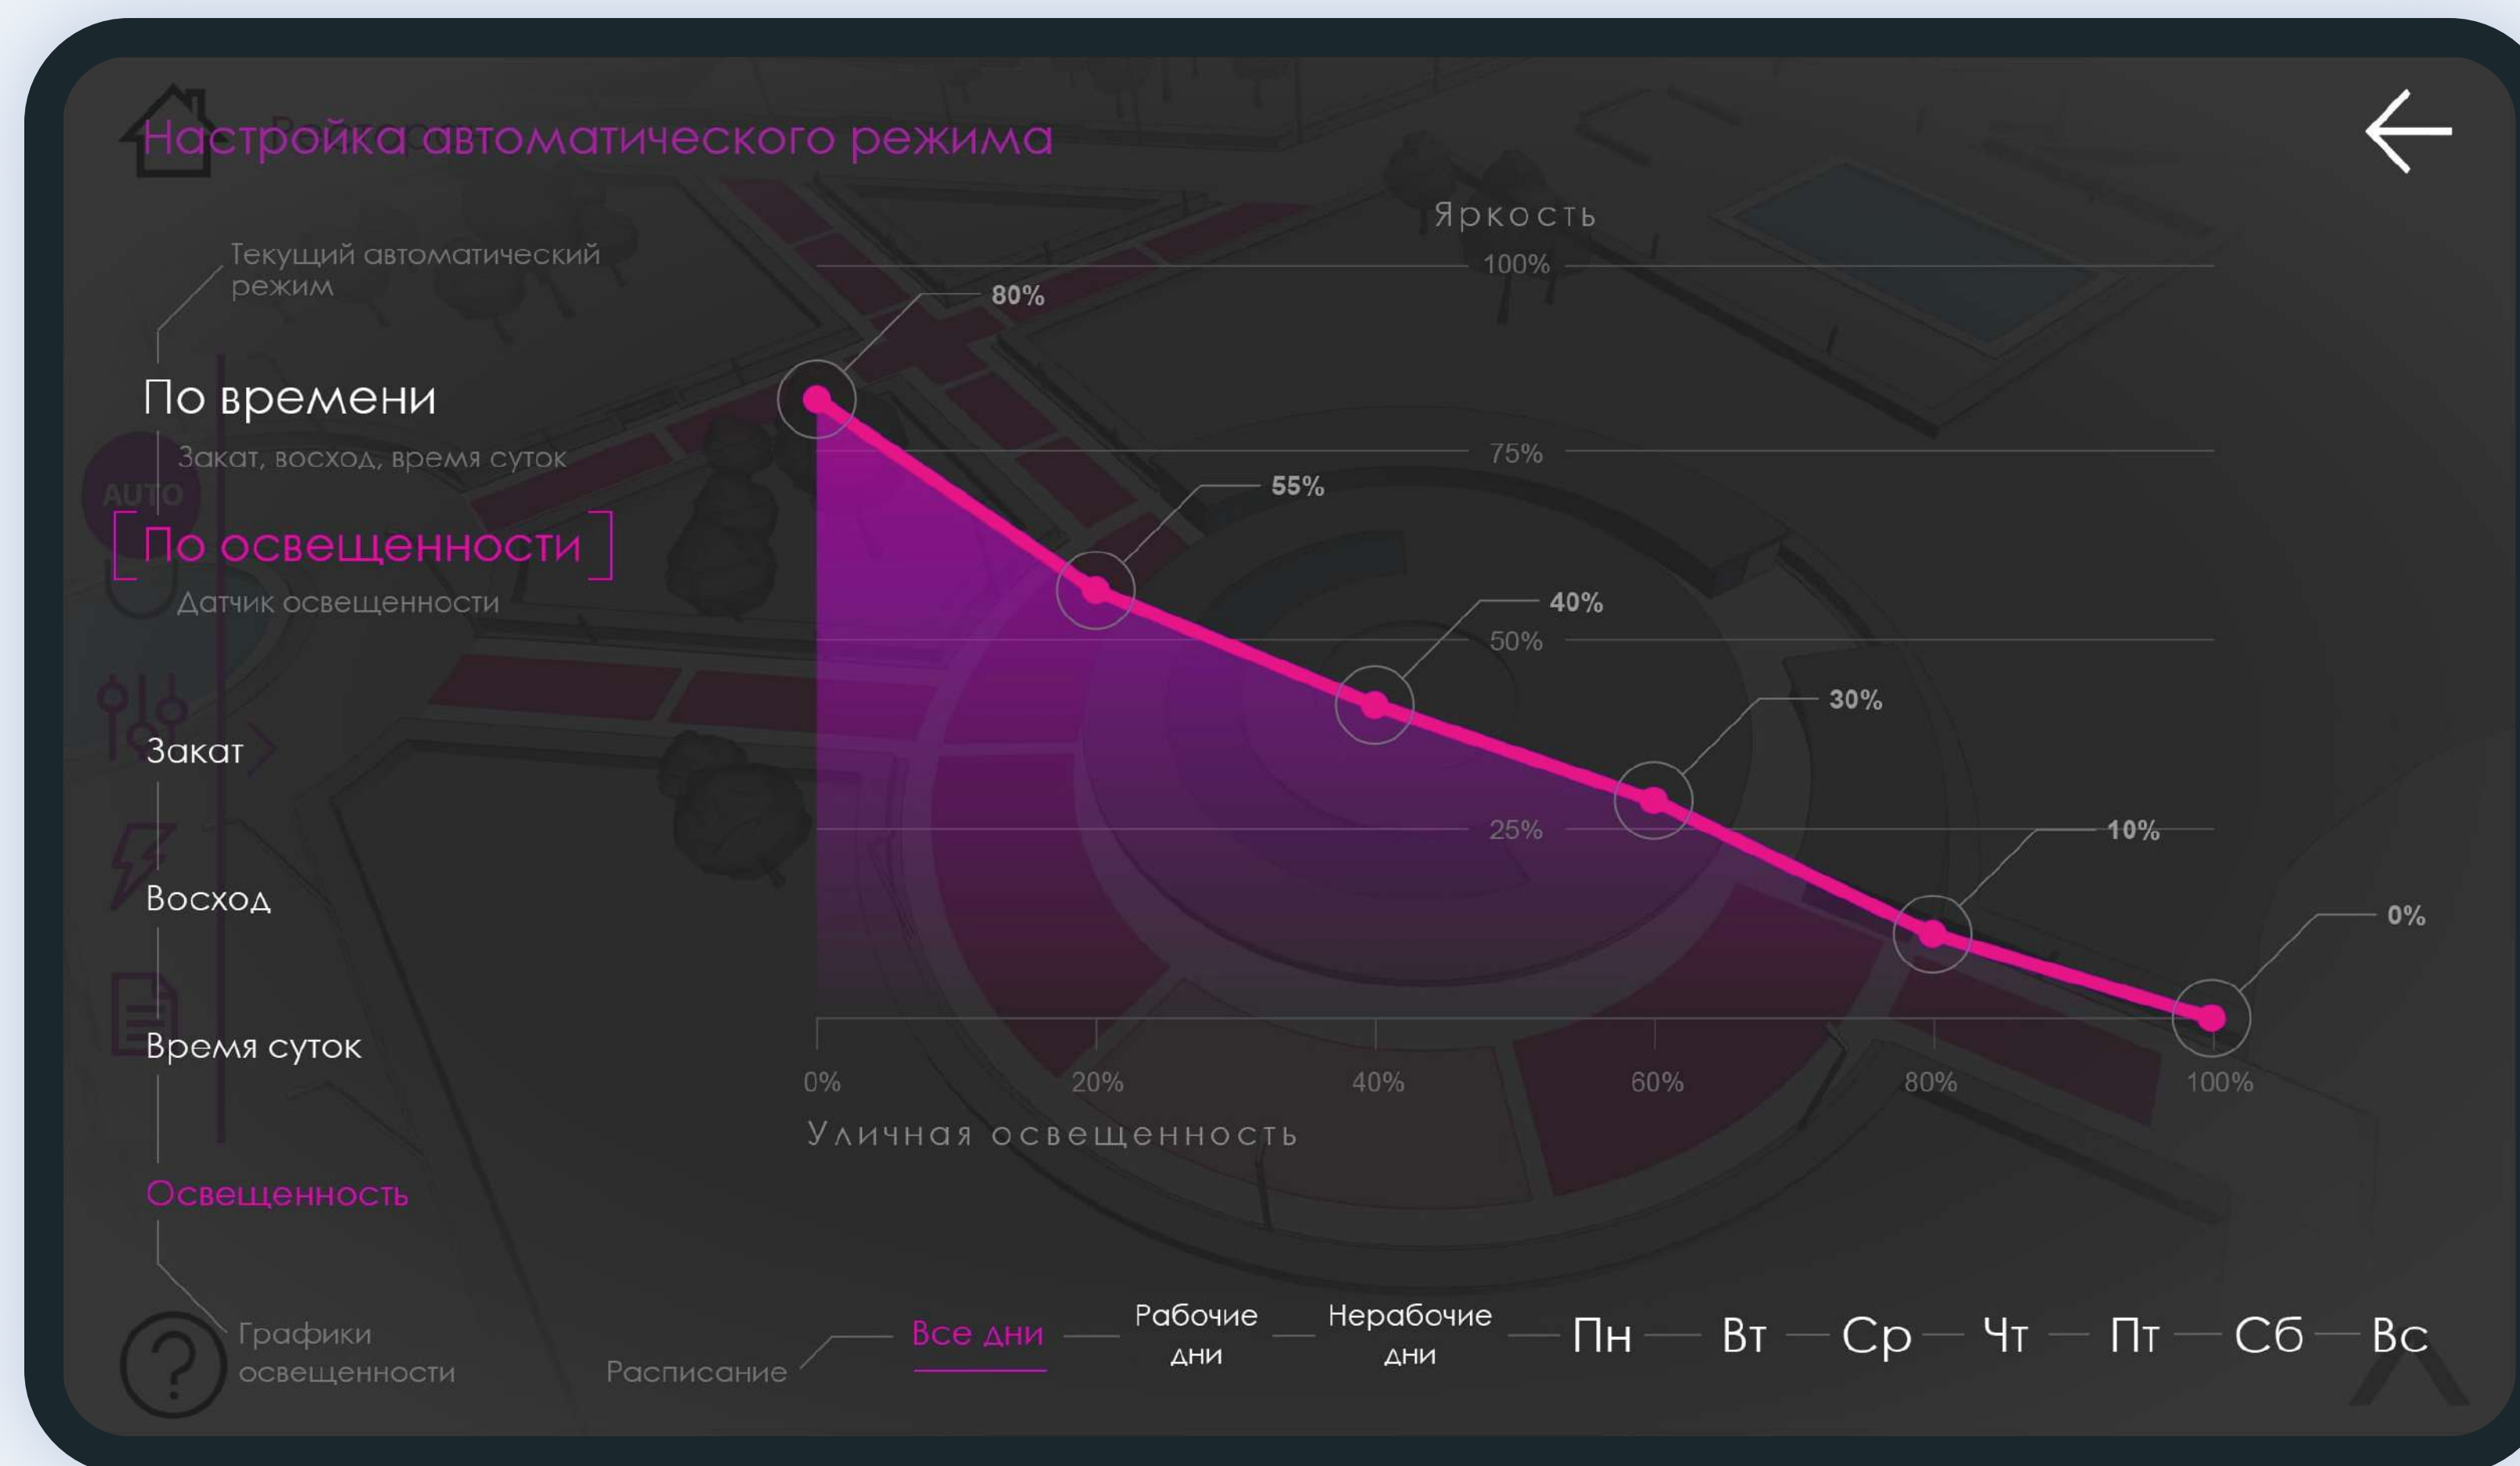 Настройка автоматического режима
Текущий автоматический
режим
По времени
Закат, восход, время суток
AUTO
По освещенности
Датчик освещенности
Закат
Восход
Время суток
Освещенность
Графики
освещенности
?
Яркость
100%
75%
50%
25%
80%
55%
40%
30%
10%
0%
0% 20% 40% 60% 80% 100%
Уличная освещенность
Расписание
Все дни
Рабочие
дни
Нерабочие
дни
Пн Вт Ср Чт Пт Сб Вс